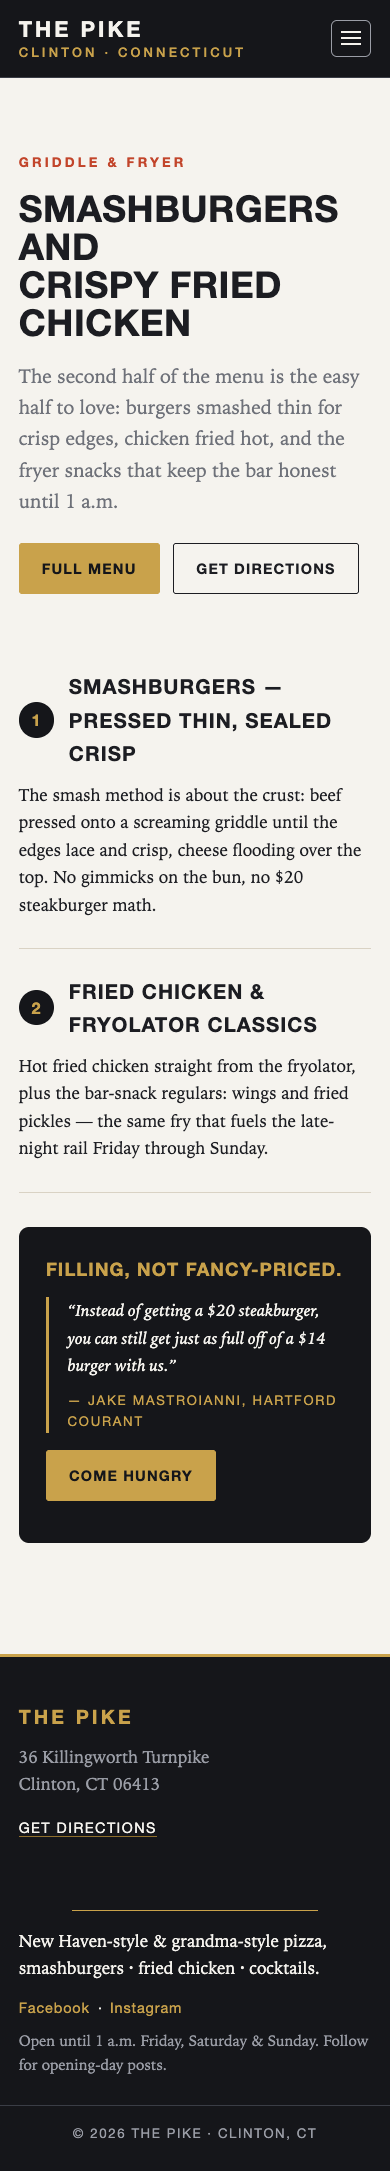 THE PIKE
CLINTON · CONNECTICUT
GRIDDLE & FRYER
SMASHBURGERS
AND
CRISPY FRIED
CHICKEN
The second half of the menu is the easy
half to love: burgers smashed thin for
crisp edges, chicken fried hot, and the
fryer snacks that keep the bar honest
until 1 a.m.
FULL MENU
GET DIRECTIONS
1
SMASHBURGERS —
PRESSED THIN, SEALED
CRISP
The smash method is about the crust: beef
pressed onto a screaming griddle until the
edges lace and crisp, cheese flooding over the
top. No gimmicks on the bun, no $20
steakburger math.
2
FRIED CHICKEN &
FRYOLATOR CLASSICS
Hot fried chicken straight from the fryolator,
plus the bar-snack regulars: wings and fried
pickles — the same fry that fuels the late-
night rail Friday through Sunday.
FILLING, NOT FANCY-PRICED.
“Instead of getting a $20 steakburger,
you can still get just as full off of a $14
burger with us.”
— JAKE MASTROIANNI, HARTFORD
COURANT
COME HUNGRY
THE PIKE
36 Killingworth Turnpike
Clinton, CT 06413
GET DIRECTIONS
New Haven-style & grandma-style pizza,
smashburgers · fried chicken · cocktails.
Facebook · Instagram
Open until 1 a.m. Friday, Saturday & Sunday. Follow
for opening-day posts.
© 2026 THE PIKE · CLINTON, CT